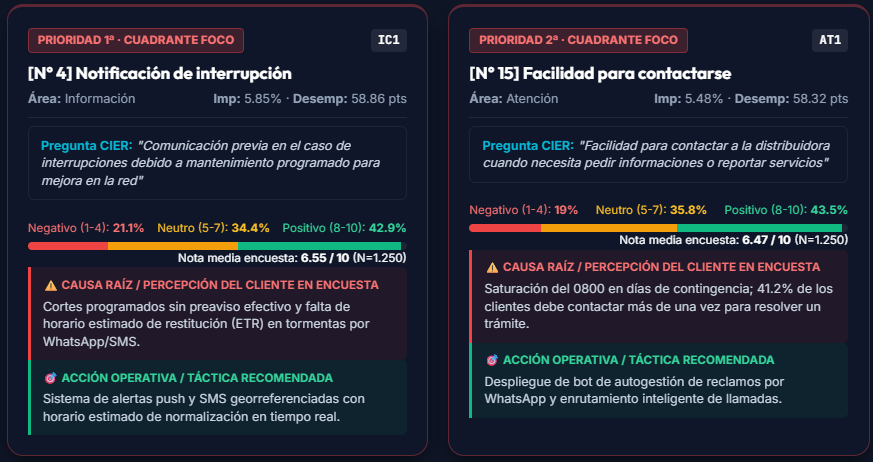 PRIORIDAD 1ª · CUADRANTE FOCO
IC1
[N° 4] Notificación de interrupción
Área: Información
Imp: 5.85% · Desemp: 58.86 pts
Pregunta CIER: "Comunicación previa en el caso de
interrupciones debido a mantenimiento programado para
mejora en la red"
Negativo (1-4): 21.1%
Neutro (5-7): 34.4%
Positivo (8-10): 42.9%
Nota media encuesta: 6.55 / 10 (N=1.250)
⚠️ CAUSA RAÍZ / PERCEPCIÓN DEL CLIENTE EN ENCUESTA
Cortes programados sin preaviso efectivo y falta de
horario estimado de restitución (ETR) en tormentas por
WhatsApp/SMS.
🎯 ACCIÓN OPERATIVA / TÁCTICA RECOMENDADA
Sistema de alertas push y SMS georreferenciadas con
horario estimado de normalización en tiempo real.
PRIORIDAD 2ª · CUADRANTE FOCO
AT1
[N° 15] Facilidad para contactarse
Área: Atención
Imp: 5.48% · Desemp: 58.32 pts
Pregunta CIER: "Facilidad para contactar a la distribuidora
cuando necesita pedir informaciones o reportar servicios"
Negativo (1-4): 19%
Neutro (5-7): 35.8%
Positivo (8-10): 43.5%
Nota media encuesta: 6.47 / 10 (N=1.250)
⚠️ CAUSA RAÍZ / PERCEPCIÓN DEL CLIENTE EN ENCUESTA
Saturación del 0800 en días de contingencia; 41.2% de los
clientes debe contactar más de una vez para resolver un
trámite.
🎯 ACCIÓN OPERATIVA / TÁCTICA RECOMENDADA
Despliegue de bot de autogestión de reclamos por
WhatsApp y enrutamiento inteligente de llamadas.